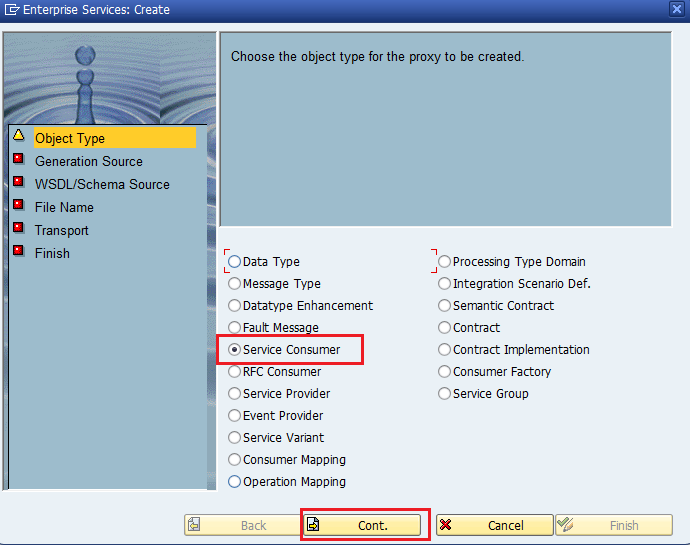 Enterprise Services: Create
Choose the object type for the proxy to be created.
Object Type
Generation Source
WSDL/Schema Source
File Name
Transport
Finish
Data Type
Message Type
Datatype Enhancement
Fault Message
Service Consumer
RFC Consumer
Service Provider
Event Provider
Service Variant
Consumer Mapping
Operation Mapping
Processing Type Domain
Integration Scenario Def.
Semantic Contract
Contract
Contract Implementation
Consumer Factory
Service Group
Back
Cont.
Cancel
Finish